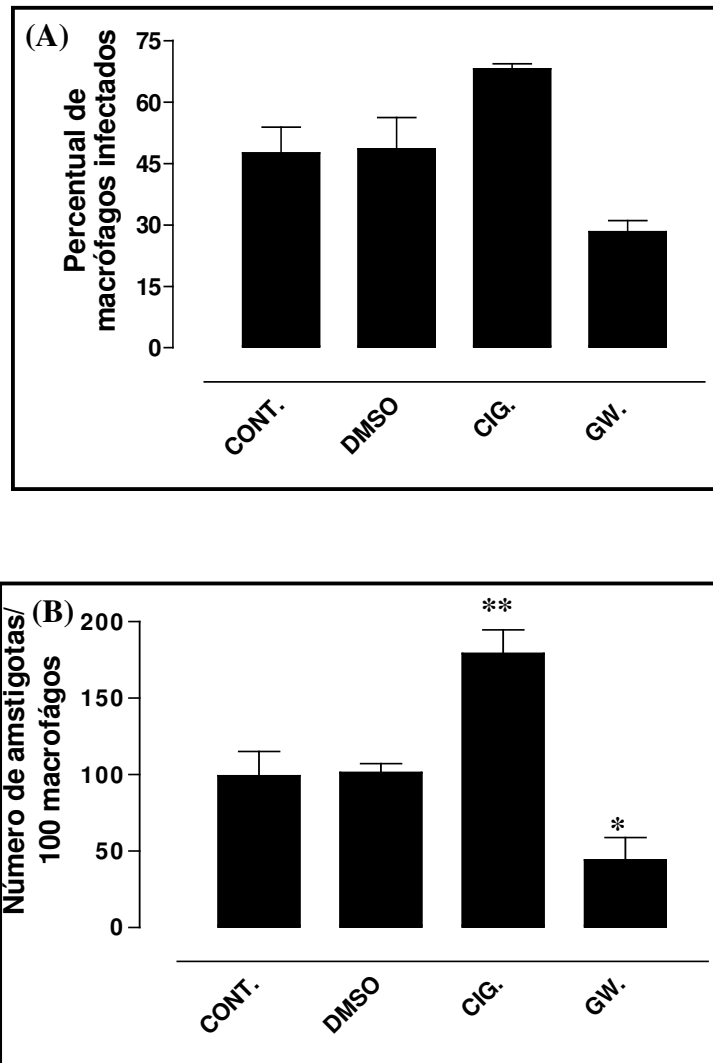 (A)
Percentual de
macrófagos infectados
75
60
45
30
15
0
CONT.
DMSO
CIG.
GW.
(B)
Número de amstigotas/
100 macrofágos
200
150
100
50
0
**
*
CONT.
DMSO
CIG.
GW.